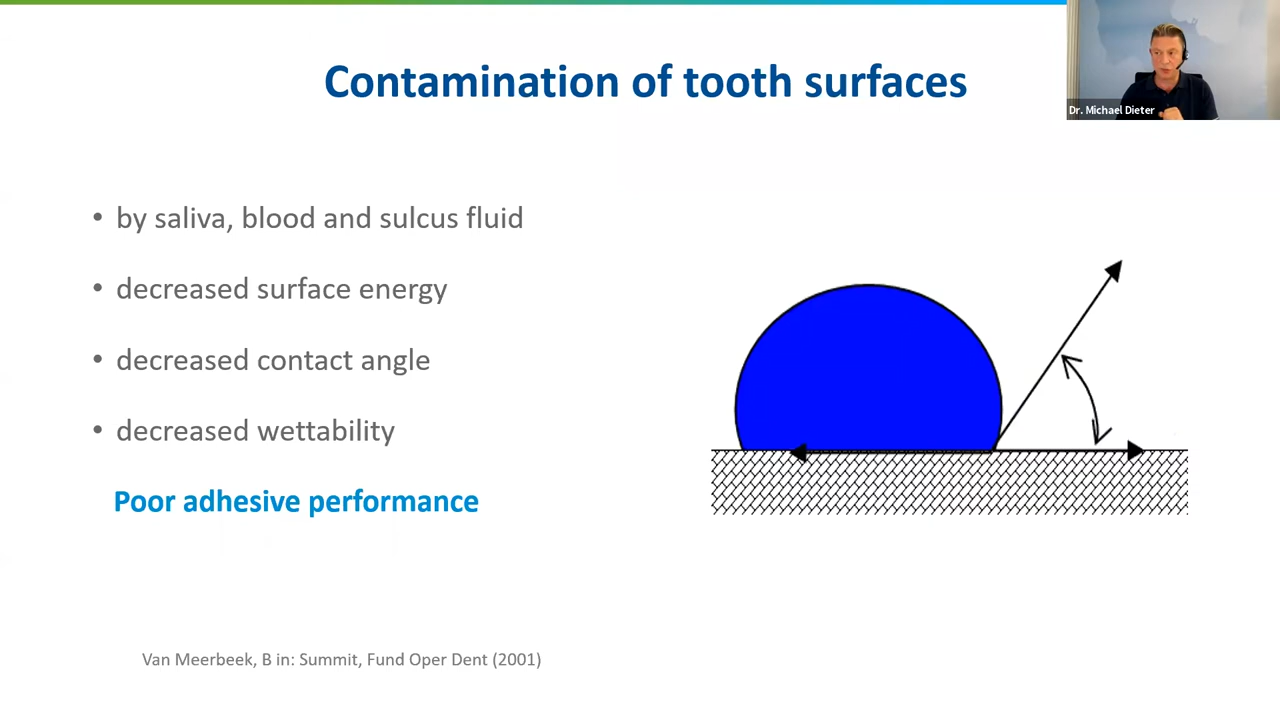 Contamination of tooth surfaces
Dr. Michael Dieter
• by saliva, blood and sulcus fluid
• decreased surface energy
• decreased contact angle
• decreased wettability
Poor adhesive performance
Van Meerbeek, B in: Summit, Fund Oper Dent (2001)